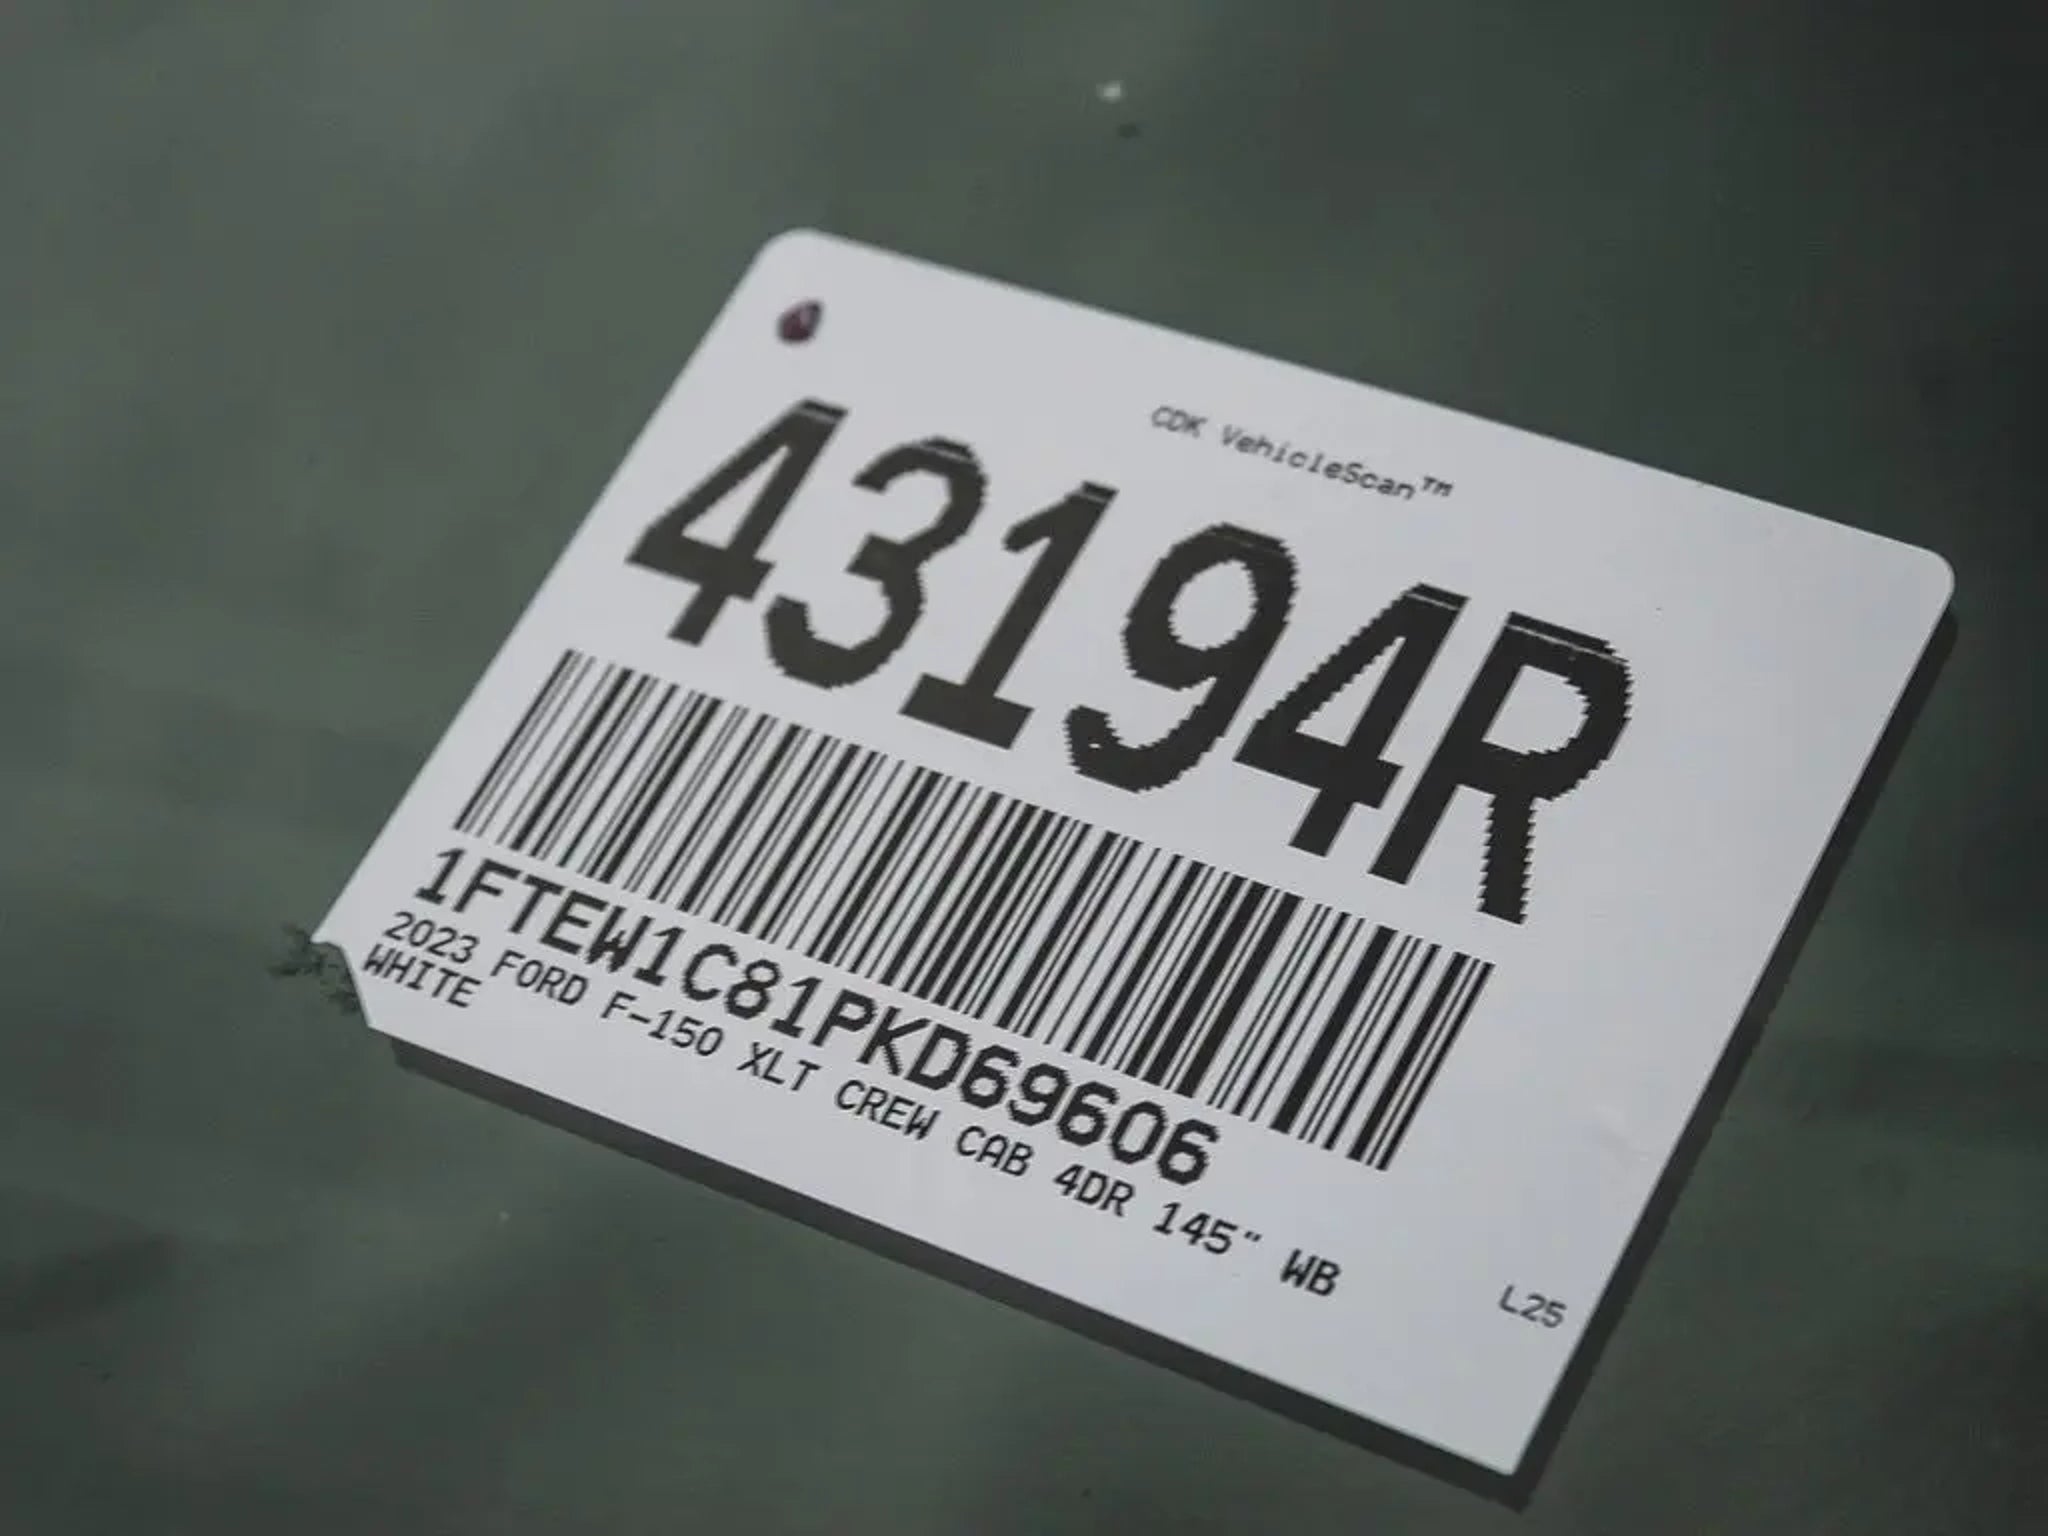 CDK VehicleScan™
43194R
1FTEW1C81PKD69606
2023 FORD F-150 XLT CREW CAB 4DR 145" WB
WHITE
L25